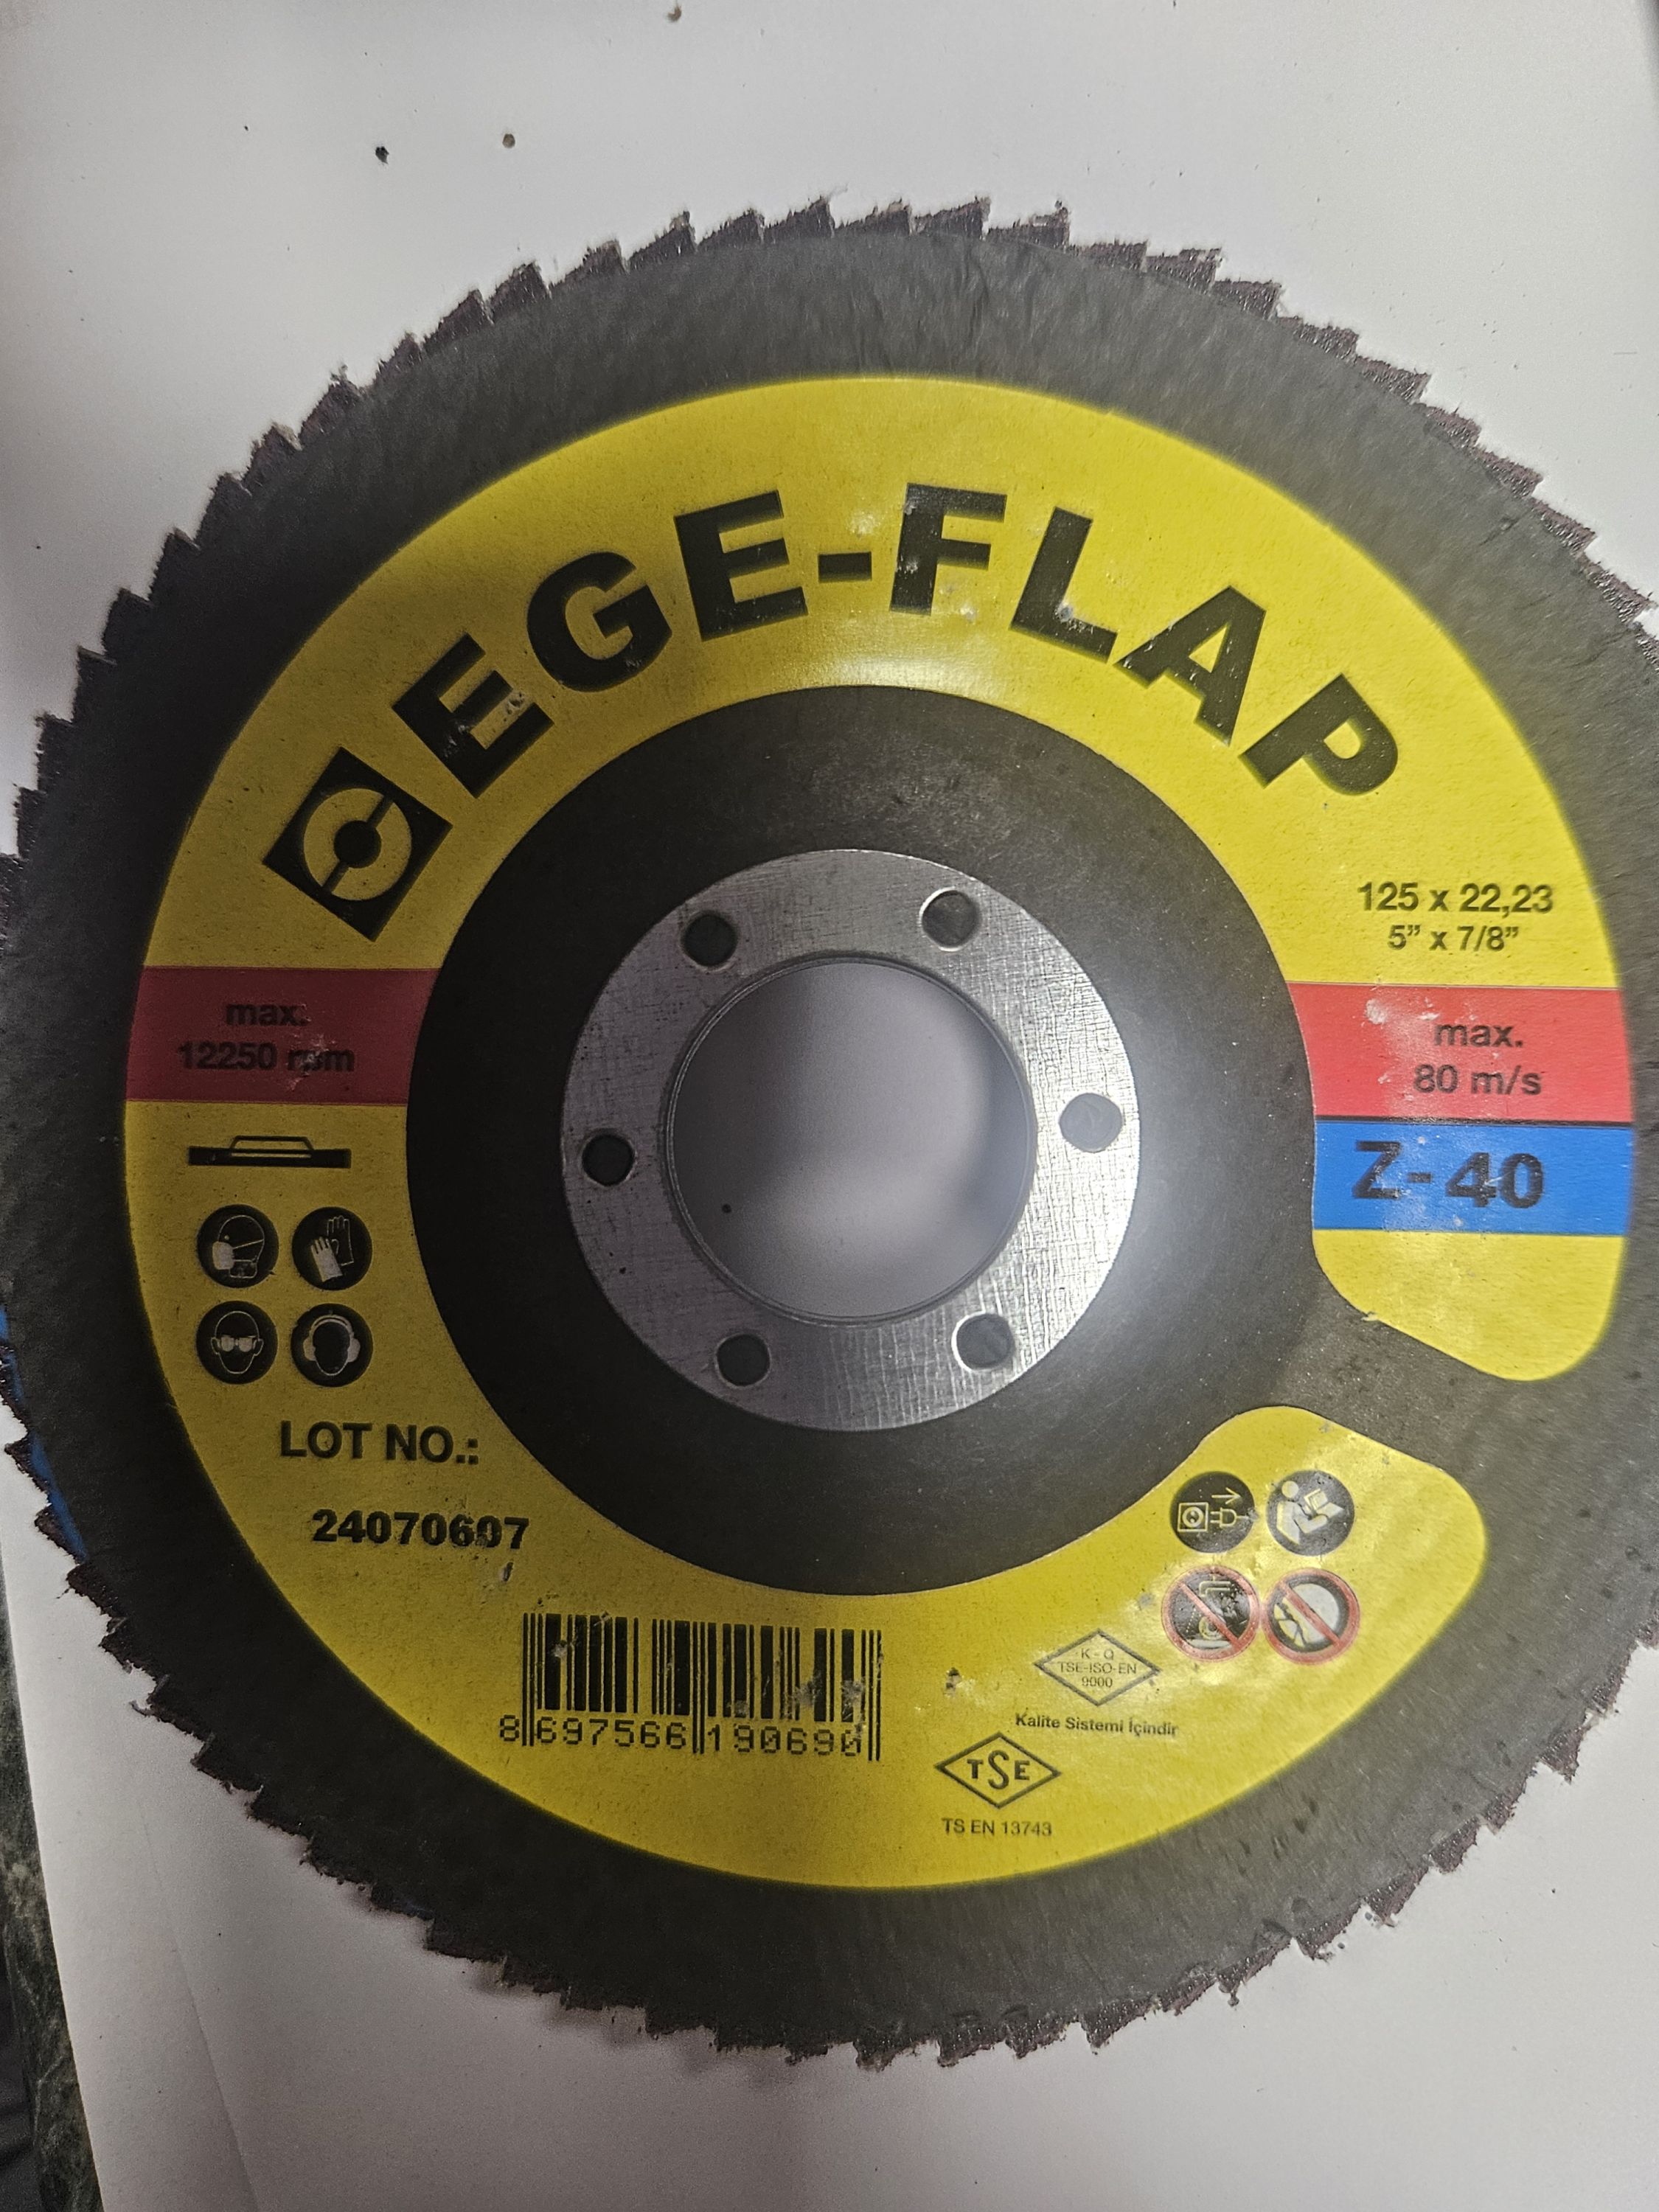 EGE-FLAP
125 x 22,23
5” x 7/8”
max.
12250 rpm
max.
80 m/s
Z-40
LOT NO.:
24070607
8 697566 190690
K - Q
TSE-ISO-EN
9000
Kalite Sistemi İçindir
TSE
TS EN 13743